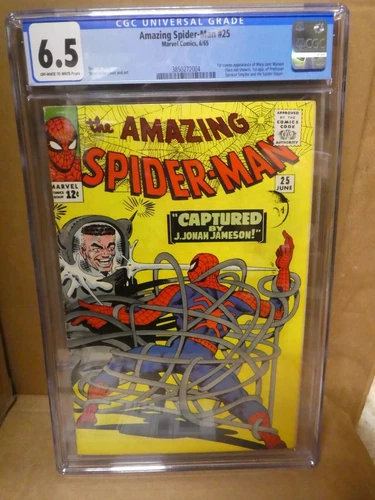 CGC UNIVERSAL GRADE
6.5
OFF-WHITE TO WHITE Pages
Amazing Spider-Man #25
Marvel Comics, 6/65
3850272004
CGC
the AMAZING
SPIDER-MAN
APPROVED
BY THE
COMICS
CODE
AUTHORITY
MARVEL
COMICS
GROUP
12¢
25
JUNE
"CAPTURED
BY
J. JONAH JAMESON!"